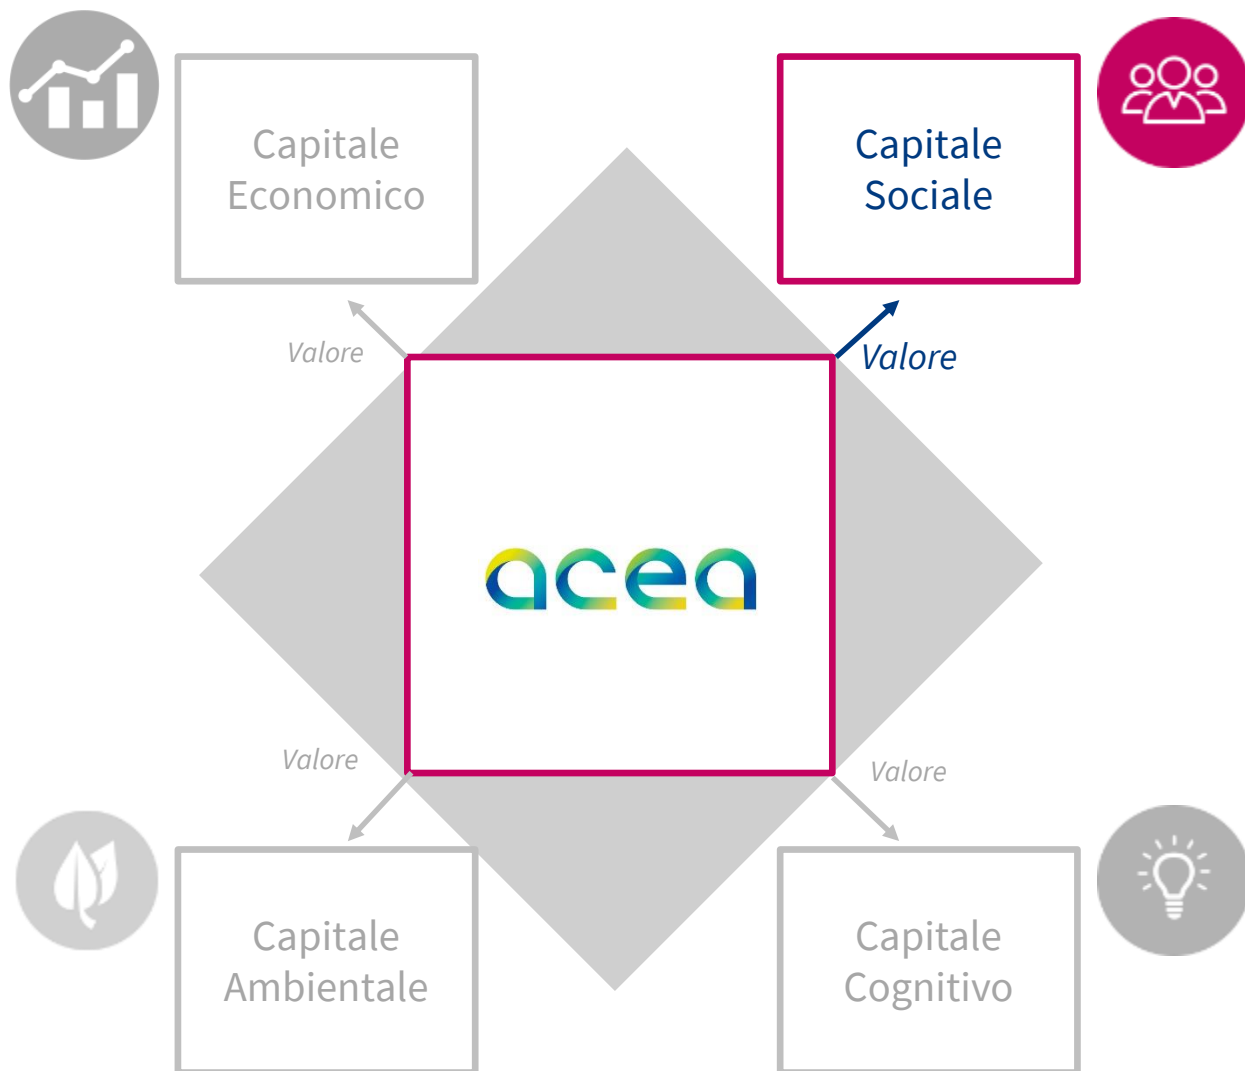 Capitale
Economico
Capitale
Sociale
Valore
Valore
acea
Valore
Valore
Capitale
Ambientale
Capitale
Cognitivo